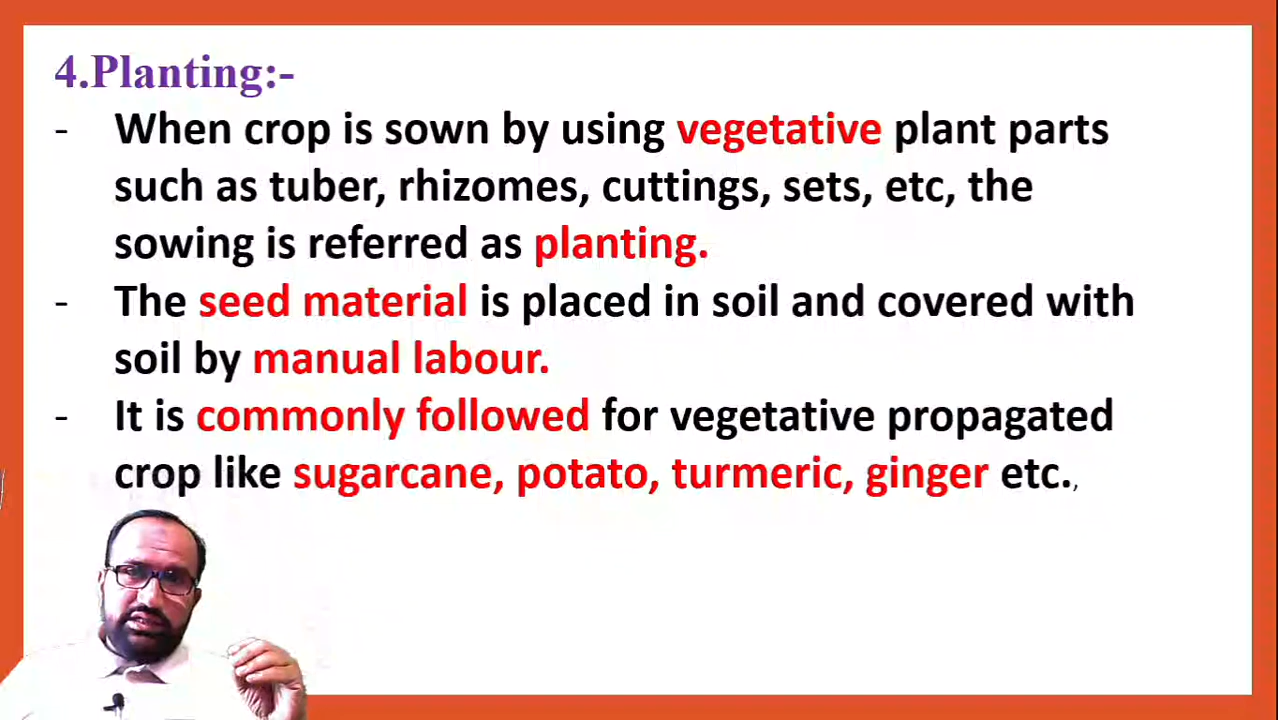 4.Planting:-
- When crop is sown by using vegetative plant parts
such as tuber, rhizomes, cuttings, sets, etc, the
sowing is referred as planting.
- The seed material is placed in soil and covered with
soil by manual labour.
- It is commonly followed for vegetative propagated
crop like sugarcane, potato, turmeric, ginger etc.,